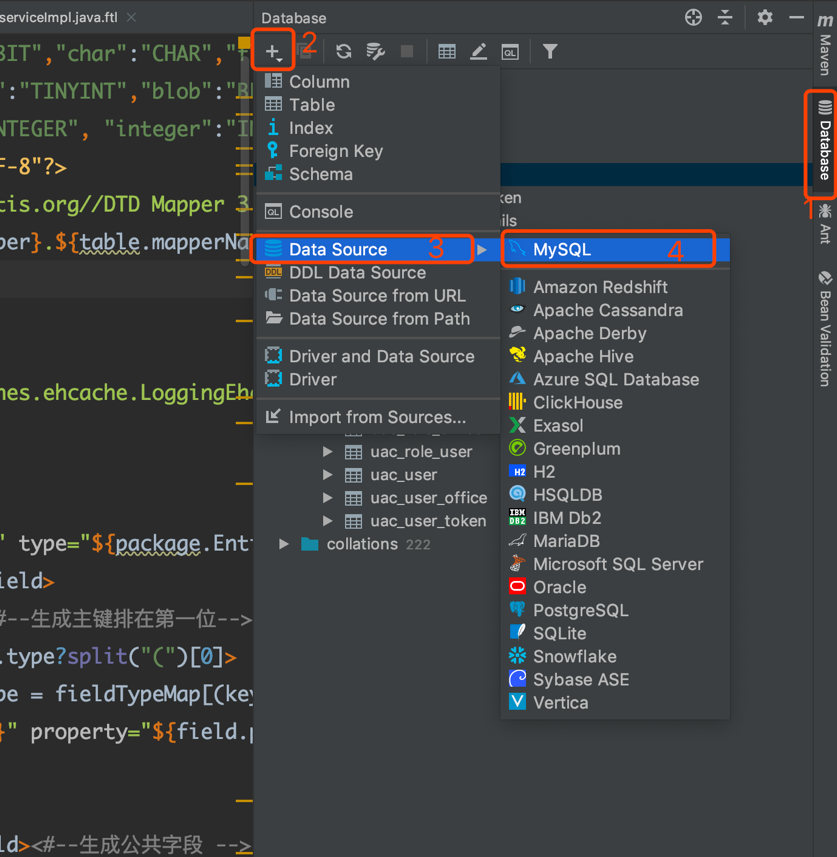 serviceImpl.java.ftl
Database
BIT","char":"CHAR",
2
":"TINYINT","blob":
NTEGER", "integer":
F-8"?>
tis.org//DTD Mapper 3
per}.${table.mapperNa
Column
Table
Index
Foreign Key
Schema
Console
Data Source
3
DDL Data Source
Data Source from URL
Data Source from Path
Driver and Data Source
Driver
Import from Sources...
MySQL
4
Amazon Redshift
Apache Cassandra
Apache Derby
Apache Hive
Azure SQL Database
ClickHouse
Exasol
Greenplum
H2
HSQLDB
IBM Db2
MariaDB
Microsoft SQL Server
Oracle
PostgreSQL
SQLite
Snowflake
Sybase ASE
Vertica
ken
ils
nes.ehcache.LoggingEhc
uac_role_user
uac_user
uac_user_office
uac_user_token
collations 222
" type="${package.Ent
ield>
#--生成主键排在第一位-->
.type?split("(")[0]>
pe = fieldTypeMap[(key
}" property="${field.p
ld><#--生成公共字段 -->
Maven
Database
1
Ant
Bean Validation